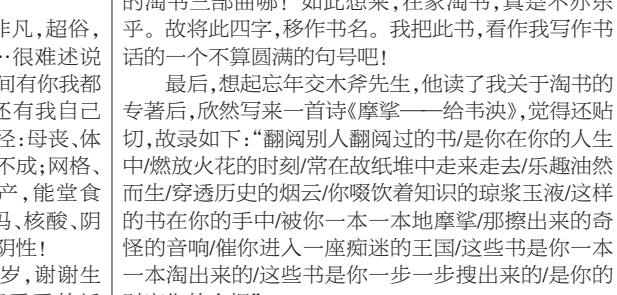 非凡，超俗，
…很难述说
间有你我都
还有我自己
径：母丧、体
不成；网格、
产，能堂食
马、核酸、阴
阴性！
岁，谢谢生
的淘书三部曲哪！如此想来，在家淘书，真是不亦乐
乎。故将此四字，移作书名。我把此书，看作我写作书
话的一个不算圆满的句号吧！
最后，想起忘年交木斧先生，他读了我关于淘书的
专著后，欣然写来一首诗《摩挲——给韦泱》，觉得还贴
切，故录如下：“翻阅别人翻阅过的书/是你在你的人生
中/燃放火花的时刻/常在故纸堆中走来走去/乐趣油然
而生/穿透历史的烟云/你啜饮着知识的琼浆玉液/这样
的书在你的手中/被你一本一本地摩挲/那擦出来的奇
怪的音响/催你进入一座痴迷的王国/这些书是你一本
一本淘出来的/这些书是你一步一步搜出来的/是你的